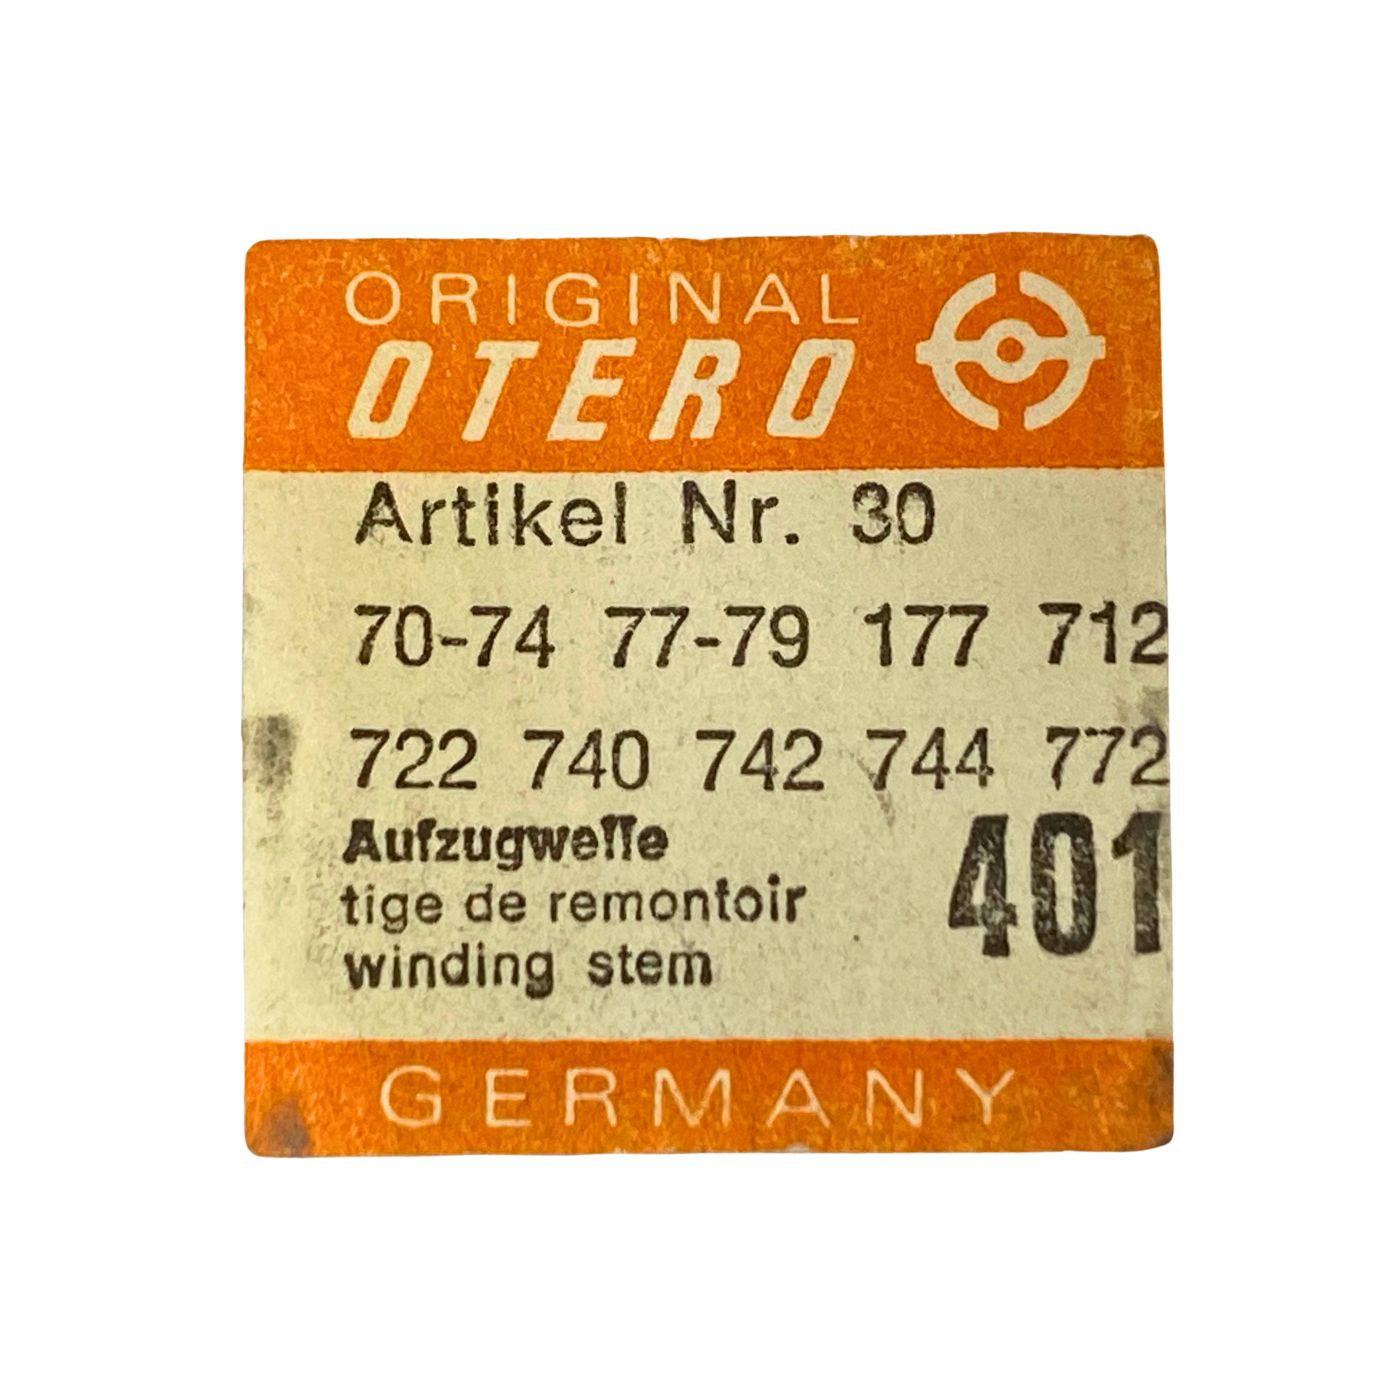 ORIGINAL
OTERO
Artikel Nr. 30
70-74 77-79 177 712
722 740 742 744 772
Aufzugwelle
401
tige de remontoir
winding stem
GERMANY